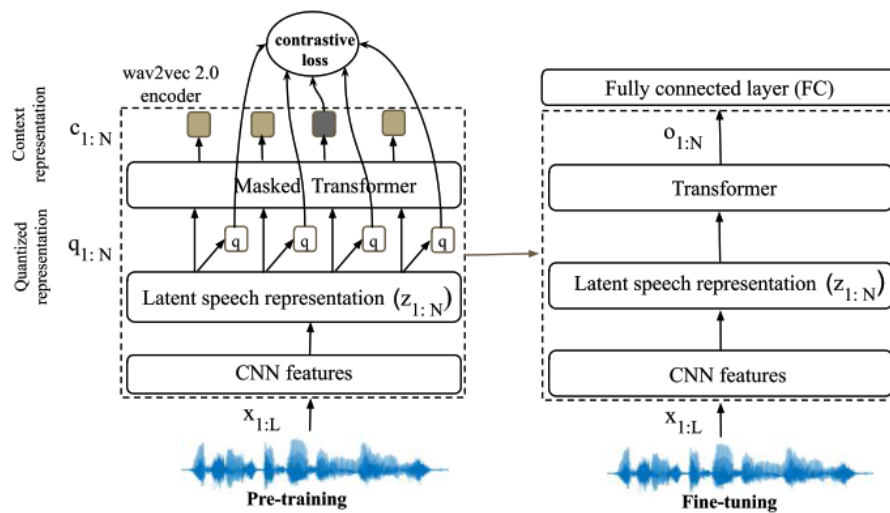 contrastive
loss
wav2vec 2.0
encoder
Context
representation
c1: N
Masked Transformer
Quantized
representation
q1: N
q q q q
Latent speech representation (z1: N)
CNN features
x1:L
Pre-training
Fully connected layer (FC)
o1:N
Transformer
Latent speech representation (z1: N)
CNN features
x1:L
Fine-tuning